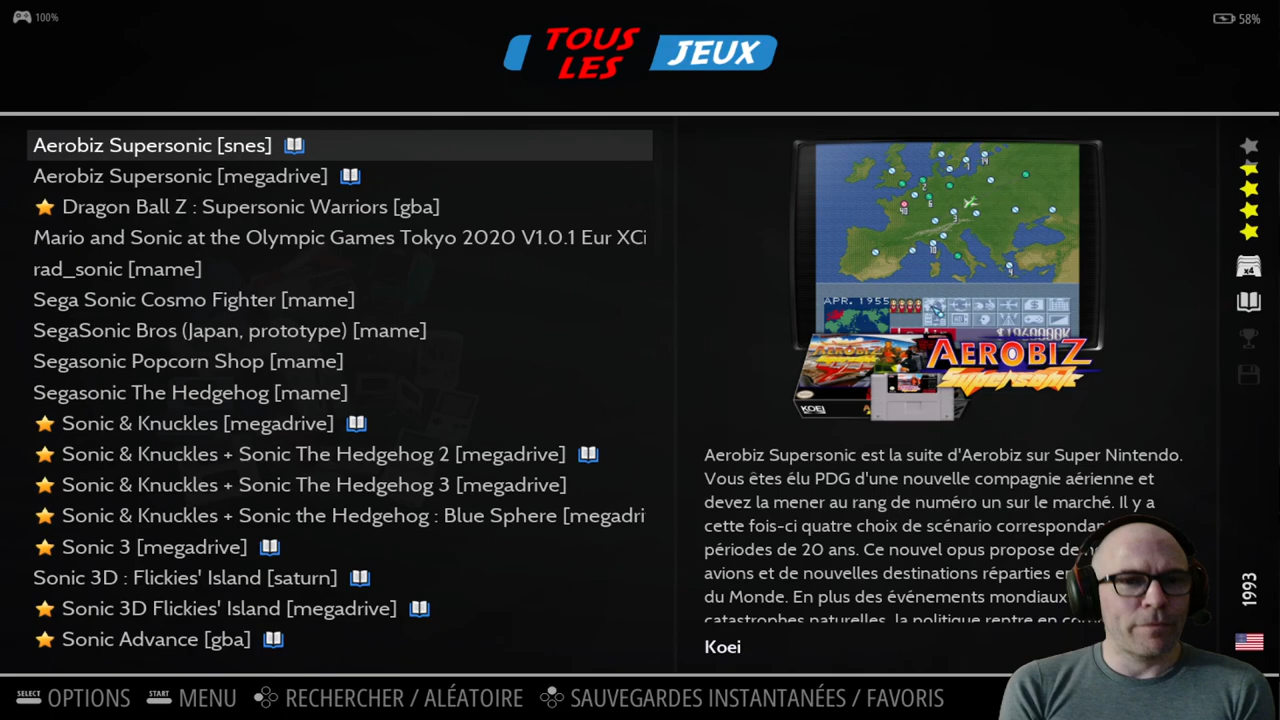 100%
58%
TOUS LES JEUX
Aerobiz Supersonic [snes]
Aerobiz Supersonic [megadrive]
Dragon Ball Z : Supersonic Warriors [gba]
Mario and Sonic at the Olympic Games Tokyo 2020 V1.0.1 Eur XCi
rad_sonic [mame]
Sega Sonic Cosmo Fighter [mame]
SegaSonic Bros (Japan, prototype) [mame]
Segasonic Popcorn Shop [mame]
Segasonic The Hedgehog [mame]
Sonic & Knuckles [megadrive]
Sonic & Knuckles + Sonic The Hedgehog 2 [megadrive]
Sonic & Knuckles + Sonic The Hedgehog 3 [megadrive]
Sonic & Knuckles + Sonic the Hedgehog : Blue Sphere [megadri
Sonic 3 [megadrive]
Sonic 3D : Flickies' Island [saturn]
Sonic 3D Flickies' Island [megadrive]
Sonic Advance [gba]
APR. 1955
AEROBIZ
Supersonic
KOEI
x4
Aerobiz Supersonic est la suite d'Aerobiz sur Super Nintendo.
Vous êtes élu PDG d'une nouvelle compagnie aérienne et
devez la mener au rang de numéro un sur le marché. Il y a
cette fois-ci quatre choix de scénario correspondan
périodes de 20 ans. Ce nouvel opus propose de
avions et de nouvelles destinations réparties en
du Monde. En plus des événements mondiaux
catastrophes naturelles, la politique rentre en
Koei
1993
SELECT OPTIONS
START MENU
RECHERCHER / ALÉATOIRE
SAUVEGARDES INSTANTANÉES / FAVORIS